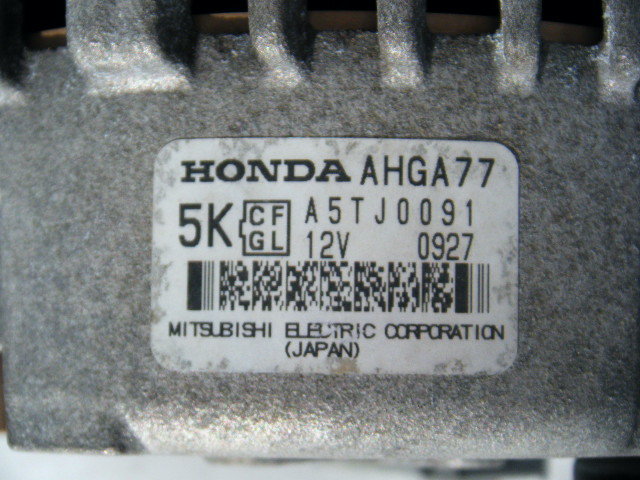 HONDA AHGA77
5K CF GL A5TJ0091
12V 0927
MITSUBISHI ELECTRIC CORPORATION
(JAPAN)